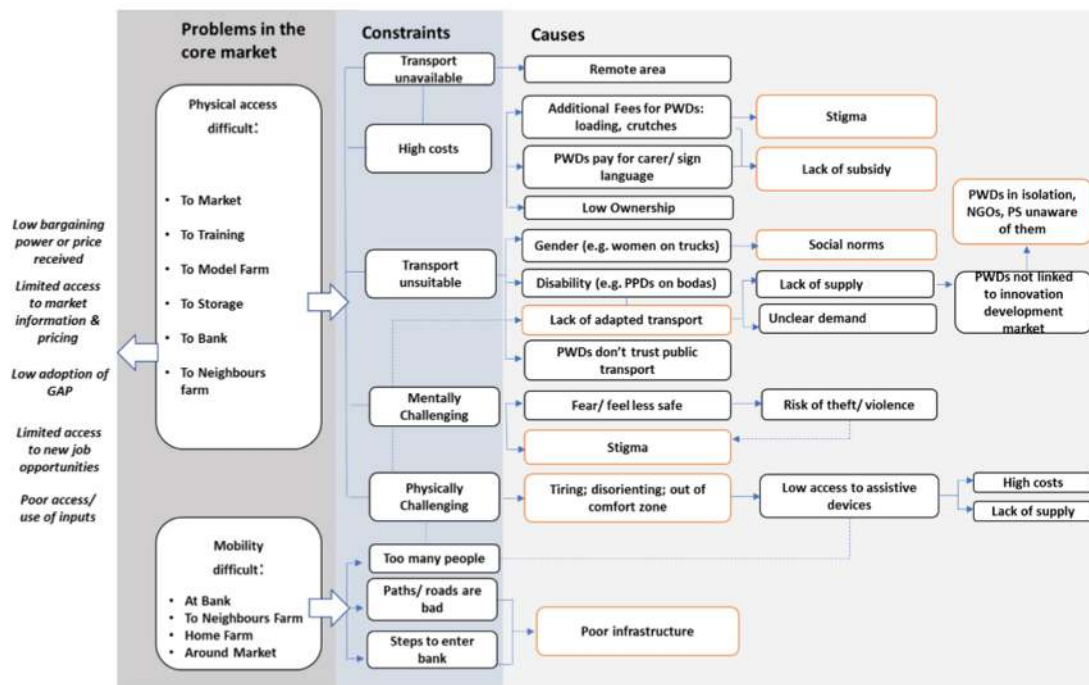 Problems in the
core market
Constraints
Causes
Low bargaining
power or price
received
Limited access
to market
information &
pricing
Low adoption of
GAP
Limited access
to new job
opportunities
Poor access/
use of inputs
Physical access
difficult:
• To Market
• To Training
• To Model Farm
• To Storage
• To Bank
• To Neighbours
farm
Mobility
difficult:
• At Bank
• To Neighbours Farm
• Home Farm
• Around Market
Transport
unavailable
High costs
Transport
unsuitable
Mentally
Challenging
Physically
Challenging
Too many people
Paths/ roads are
bad
Steps to enter
bank
Remote area
Additional Fees for PWDs:
loading, crutches
PWDs pay for carer/ sign
language
Low Ownership
Gender (e.g. women on trucks)
Disability (e.g. PPDs on bodas)
Lack of adapted transport
PWDs don’t trust public
transport
Fear/ feel less safe
Stigma
Tiring; disorienting; out of
comfort zone
Poor infrastructure
Stigma
Lack of subsidy
Social norms
Lack of supply
Unclear demand
Risk of theft/ violence
Low access to assistive
devices
PWDs in isolation,
NGOs, PS unaware
of them
PWDs not linked
to innovation
development
market
High costs
Lack of supply